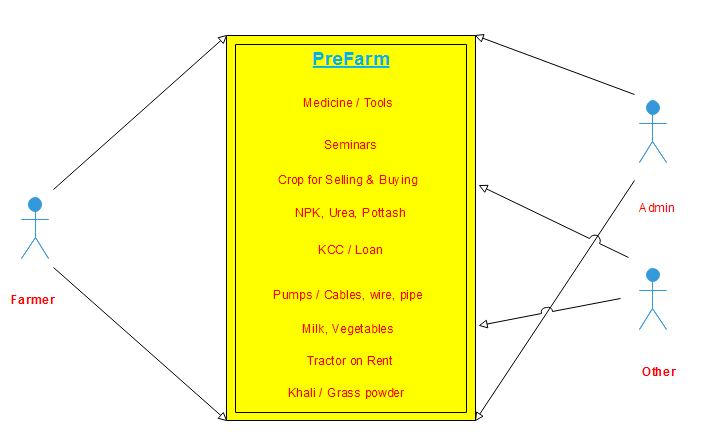 PreFarm
Medicine / Tools
Seminars
Crop for Selling & Buying
NPK, Urea, Pottash
KCC / Loan
Pumps / Cables, wire, pipe
Milk, Vegetables
Tractor on Rent
Khali / Grass powder
Farmer
Admin
Other